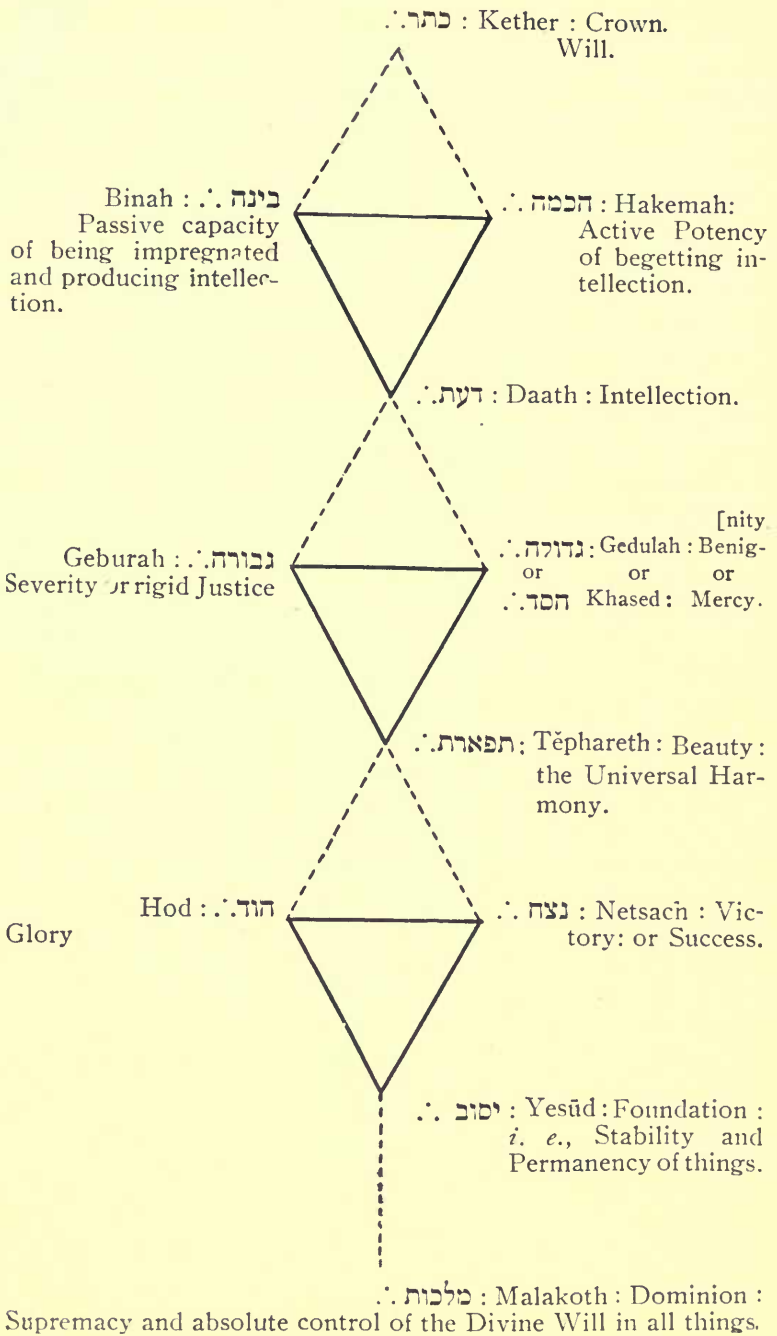 ∴כתר : Kether : Crown.
Will.
Binah : ∴ בינה
Passive capacity
of being impregnated
and producing intellec-
tion.
∴ הכמה : Hakemah:
Active Potency
of begetting in-
tellection.
∴דעת : Daath : Intellection.
[nity
Geburah : ∴גבורה
Severity or rigid Justice
∴גדולה : Gedulah : Benig-
or or or
∴הסד Khased : Mercy.
∴תפארת : Tĕphareth : Beauty :
the Universal Har-
mony.
Hod : ∴הוד
Glory
∴ נצח : Netsach : Vic-
tory: or Success.
∴ יסוב : Yesūd : Foundation :
i. e., Stability and
Permanency of things.
∴ מלכות : Malakoth : Dominion :
Supremacy and absolute control of the Divine Will in all things.